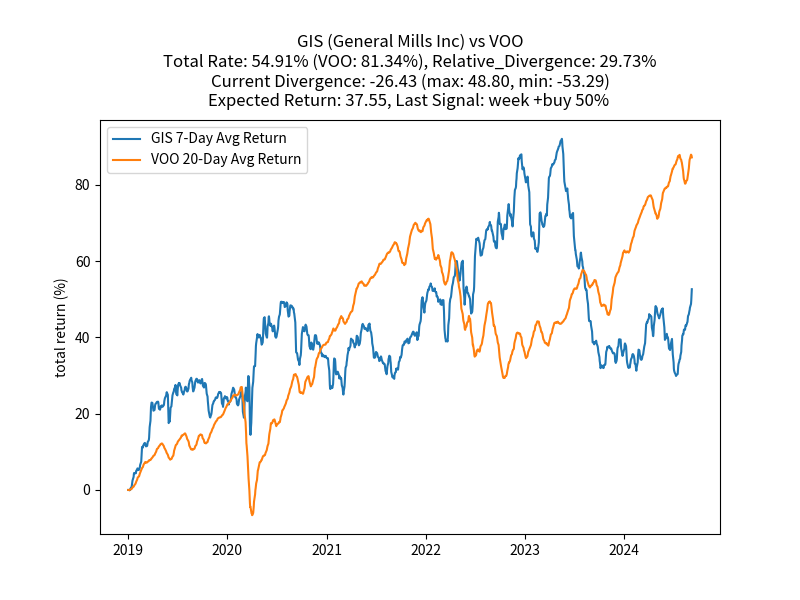 GIS (General Mills Inc) vs VOO
Total Rate: 54.91% (VOO: 81.34%), Relative_Divergence: 29.73%
Current Divergence: -26.43 (max: 48.80, min: -53.29)
Expected Return: 37.55, Last Signal: week +buy 50%
GIS 7-Day Avg Return
VOO 20-Day Avg Return
total return (%)
80
60
40
20
0
2019 2020 2021 2022 2023 2024